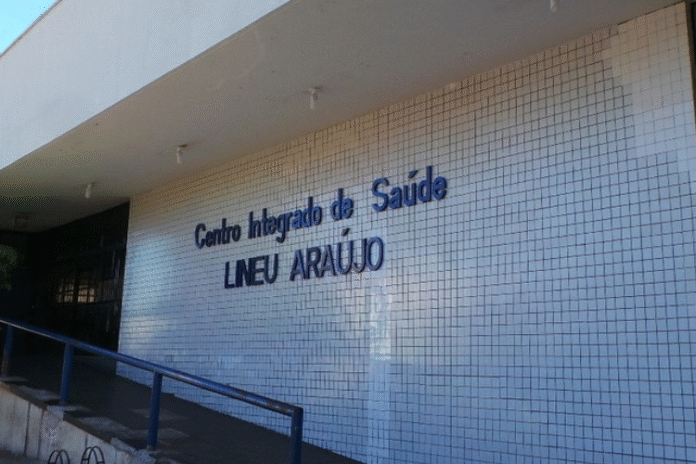 Centro Integrado de Saúde
LINEU ARAÚJO